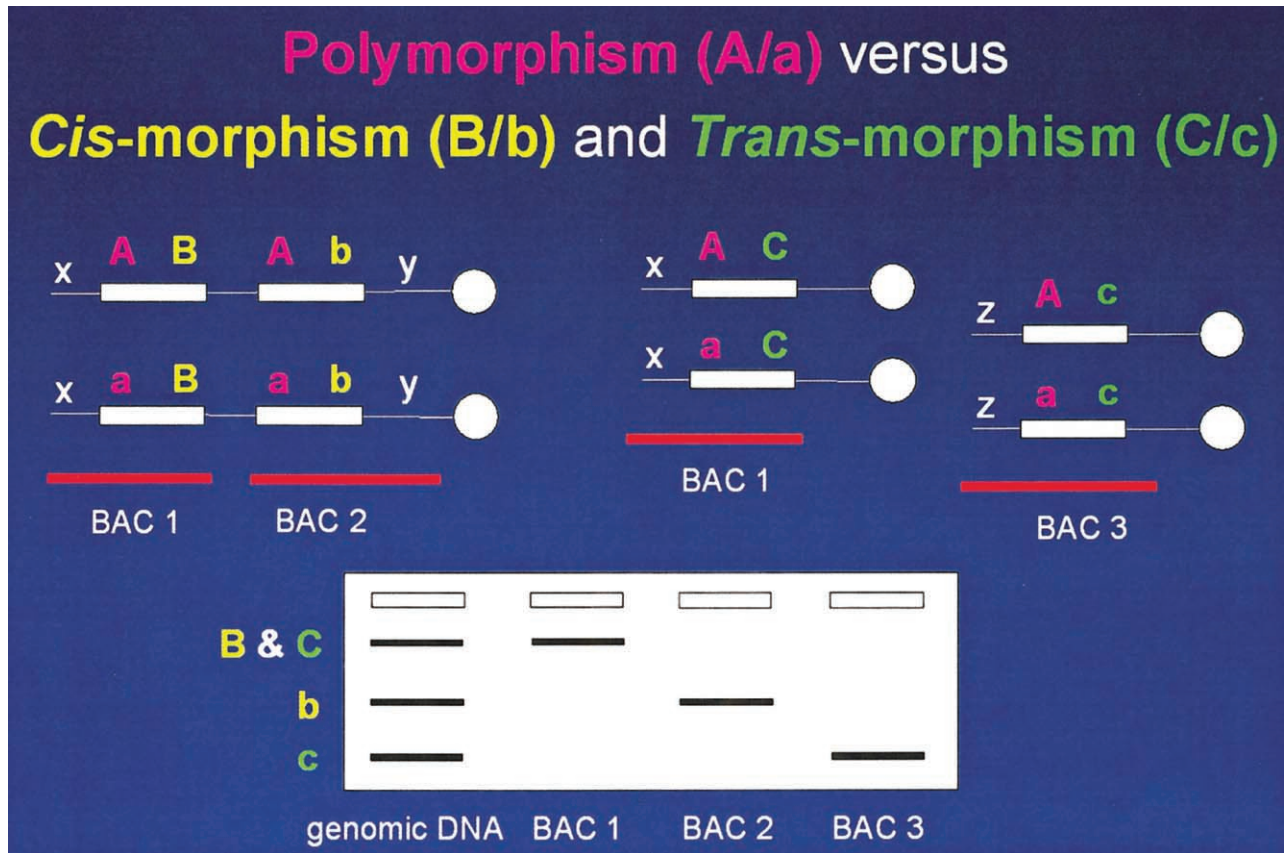 Polymorphism (A/a) versus
Cis-morphism (B/b) and Trans-morphism (C/c)
x A B A b y
x a B a b y
BAC 1 BAC 2
x A C
x a C
BAC 1
z A c
z a c
BAC 3
B & C
b
c
genomic DNA BAC 1 BAC 2 BAC 3